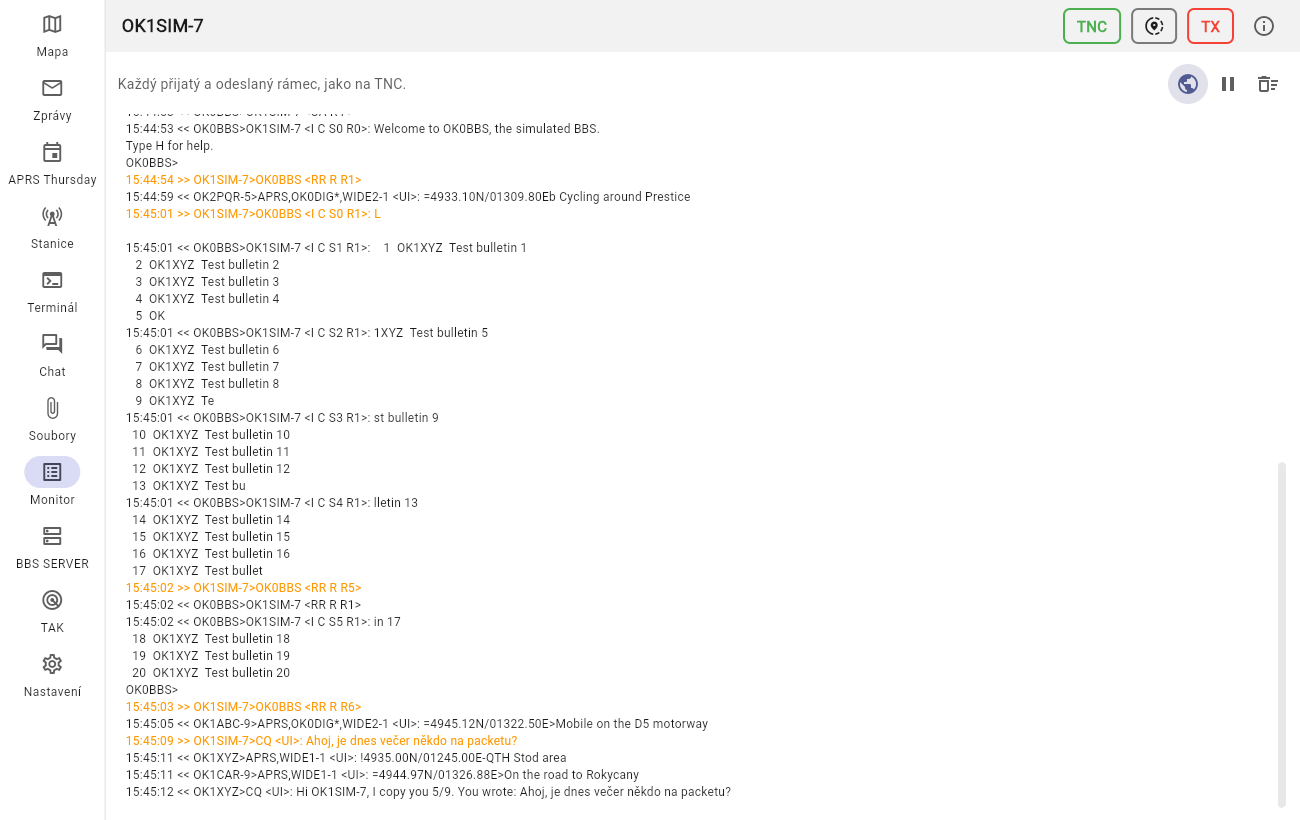 OK1SIM-7
TNC
TX
Mapa
Zprávy
APRS Thursday
Stanice
Terminál
Chat
Soubory
Monitor
BBS SERVER
TAK
Nastavení
Každý přijatý a odeslaný rámec, jako na TNC.
15:44:53 << OK0BBS>OK1SIM-7 <I C S0 R0>: Welcome to OK0BBS, the simulated BBS.
Type H for help.
OK0BBS>
15:44:54 >> OK1SIM-7>OK0BBS <RR R R1>
15:44:59 << OK2PQR-5>APRS,OK0DIG*,WIDE2-1 <UI>: =4933.10N/01309.80Eb Cycling around Prestice
15:45:01 >> OK1SIM-7>OK0BBS <I C S0 R1>: L
15:45:01 << OK0BBS>OK1SIM-7 <I C S1 R1>:    1  OK1XYZ  Test bulletin 1
2  OK1XYZ  Test bulletin 2
3  OK1XYZ  Test bulletin 3
4  OK1XYZ  Test bulletin 4
5  OK
15:45:01 << OK0BBS>OK1SIM-7 <I C S2 R1>: 1XYZ  Test bulletin 5
6  OK1XYZ  Test bulletin 6
7  OK1XYZ  Test bulletin 7
8  OK1XYZ  Test bulletin 8
9  OK1XYZ  Te
15:45:01 << OK0BBS>OK1SIM-7 <I C S3 R1>: st bulletin 9
10  OK1XYZ  Test bulletin 10
11  OK1XYZ  Test bulletin 11
12  OK1XYZ  Test bulletin 12
13  OK1XYZ  Test bu
15:45:01 << OK0BBS>OK1SIM-7 <I C S4 R1>: lletin 13
14  OK1XYZ  Test bulletin 14
15  OK1XYZ  Test bulletin 15
16  OK1XYZ  Test bulletin 16
17  OK1XYZ  Test bullet
15:45:02 >> OK1SIM-7>OK0BBS <RR R R5>
15:45:02 << OK0BBS>OK1SIM-7 <RR R R1>
15:45:02 << OK0BBS>OK1SIM-7 <I C S5 R1>: in 17
18  OK1XYZ  Test bulletin 18
19  OK1XYZ  Test bulletin 19
20  OK1XYZ  Test bulletin 20
OK0BBS>
15:45:03 >> OK1SIM-7>OK0BBS <RR R R6>
15:45:05 << OK1ABC-9>APRS,OK0DIG*,WIDE2-1 <UI>: =4945.12N/01322.50E>Mobile on the D5 motorway
15:45:09 >> OK1SIM-7>CQ <UI>: Ahoj, je dnes večer někdo na packetu?
15:45:11 << OK1XYZ>APRS,WIDE1-1 <UI>: !4935.00N/01245.00E-QTH Stod area
15:45:11 << OK1CAR-9>APRS,WIDE1-1 <UI>: =4944.97N/01326.88E>On the road to Rokycany
15:45:12 << OK1XYZ>CQ <UI>: Hi OK1SIM-7, I copy you 5/9. You wrote: Ahoj, je dnes večer někdo na packetu?